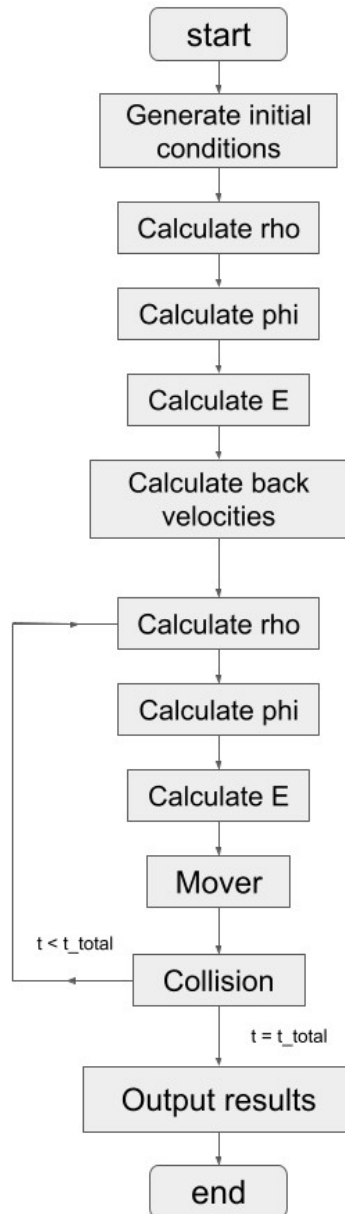 start
Generate initial
conditions
Calculate rho
Calculate phi
Calculate E
Calculate back
velocities
Calculate rho
Calculate phi
Calculate E
Mover
t < t_total
Collision
t = t_total
Output results
end